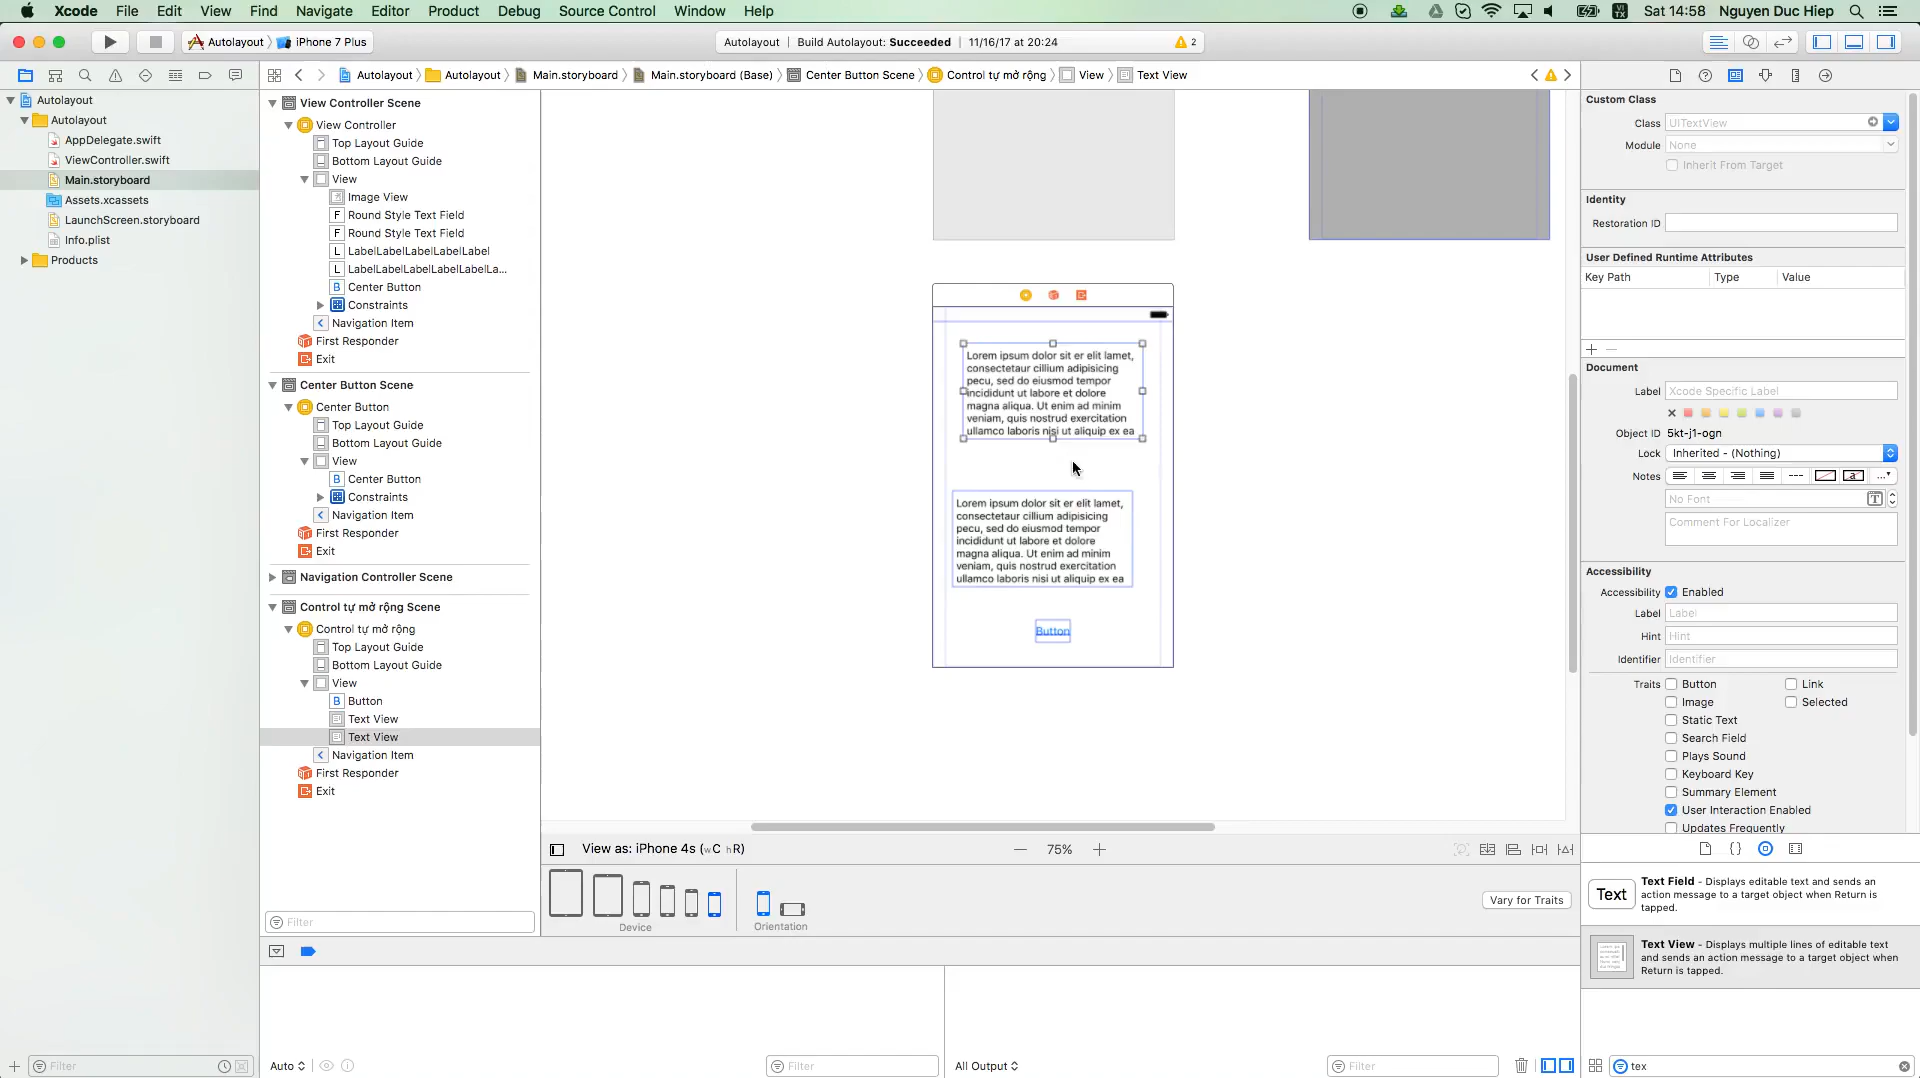 Xcode File Edit View Find Navigate Editor Product Debug Source Control Window Help
Sat 14:58 Nguyen Duc Hiep
Autolayout iPhone 7 Plus
Autolayout | Build Autolayout: Succeeded | 11/16/17 at 20:24
2
Autolayout Autolayout Main.storyboard Main.storyboard (Base) Center Button Scene Control tự mở rộng View Text View
Autolayout
Autolayout
AppDelegate.swift
ViewController.swift
Main.storyboard
Assets.xcassets
LaunchScreen.storyboard
Info.plist
Products
Filter
View Controller Scene
View Controller
Top Layout Guide
Bottom Layout Guide
View
Image View
F Round Style Text Field
F Round Style Text Field
L LabelLabelLabelLabelLabel
L LabelLabelLabelLabelLabelLa...
B Center Button
Constraints
Navigation Item
First Responder
Exit
Center Button Scene
Center Button
Top Layout Guide
Bottom Layout Guide
View
B Center Button
Constraints
Navigation Item
First Responder
Exit
Navigation Controller Scene
Control tự mở rộng Scene
Control tự mở rộng
Top Layout Guide
Bottom Layout Guide
View
B Button
Text View
Text View
Navigation Item
First Responder
Exit
Filter
Lorem ipsum dolor sit er elit lamet,
consectetaur cillium adipisicing
pecu, sed do eiusmod tempor
incididunt ut labore et dolore
magna aliqua. Ut enim ad minim
veniam, quis nostrud exercitation
ullamco laboris nisi ut aliquip ex ea
Lorem ipsum dolor sit er elit lamet,
consectetaur cillium adipisicing
pecu, sed do eiusmod tempor
incididunt ut labore et dolore
magna aliqua. Ut enim ad minim
veniam, quis nostrud exercitation
ullamco laboris nisi ut aliquip ex ea
Button
View as: iPhone 4s (wC hR)
75%
Device
Orientation
Vary for Traits
Auto
Filter
All Output
Filter
Custom Class
Class UITextView
Module None
Inherit From Target
Identity
Restoration ID
User Defined Runtime Attributes
Key Path Type Value
Document
Label Xcode Specific Label
Object ID 5kt-j1-ogn
Lock Inherited - (Nothing)
Notes
No Font
Comment For Localizer
Accessibility
Accessibility Enabled
Label Label
Hint Hint
Identifier Identifier
Traits Button Link
Image Selected
Static Text
Search Field
Plays Sound
Keyboard Key
Summary Element
User Interaction Enabled
Updates Frequently
Text
Text Field - Displays editable text and sends an
action message to a target object when Return is
tapped.
Text View - Displays multiple lines of editable text
and sends an action message to a target object when
Return is tapped.
tex